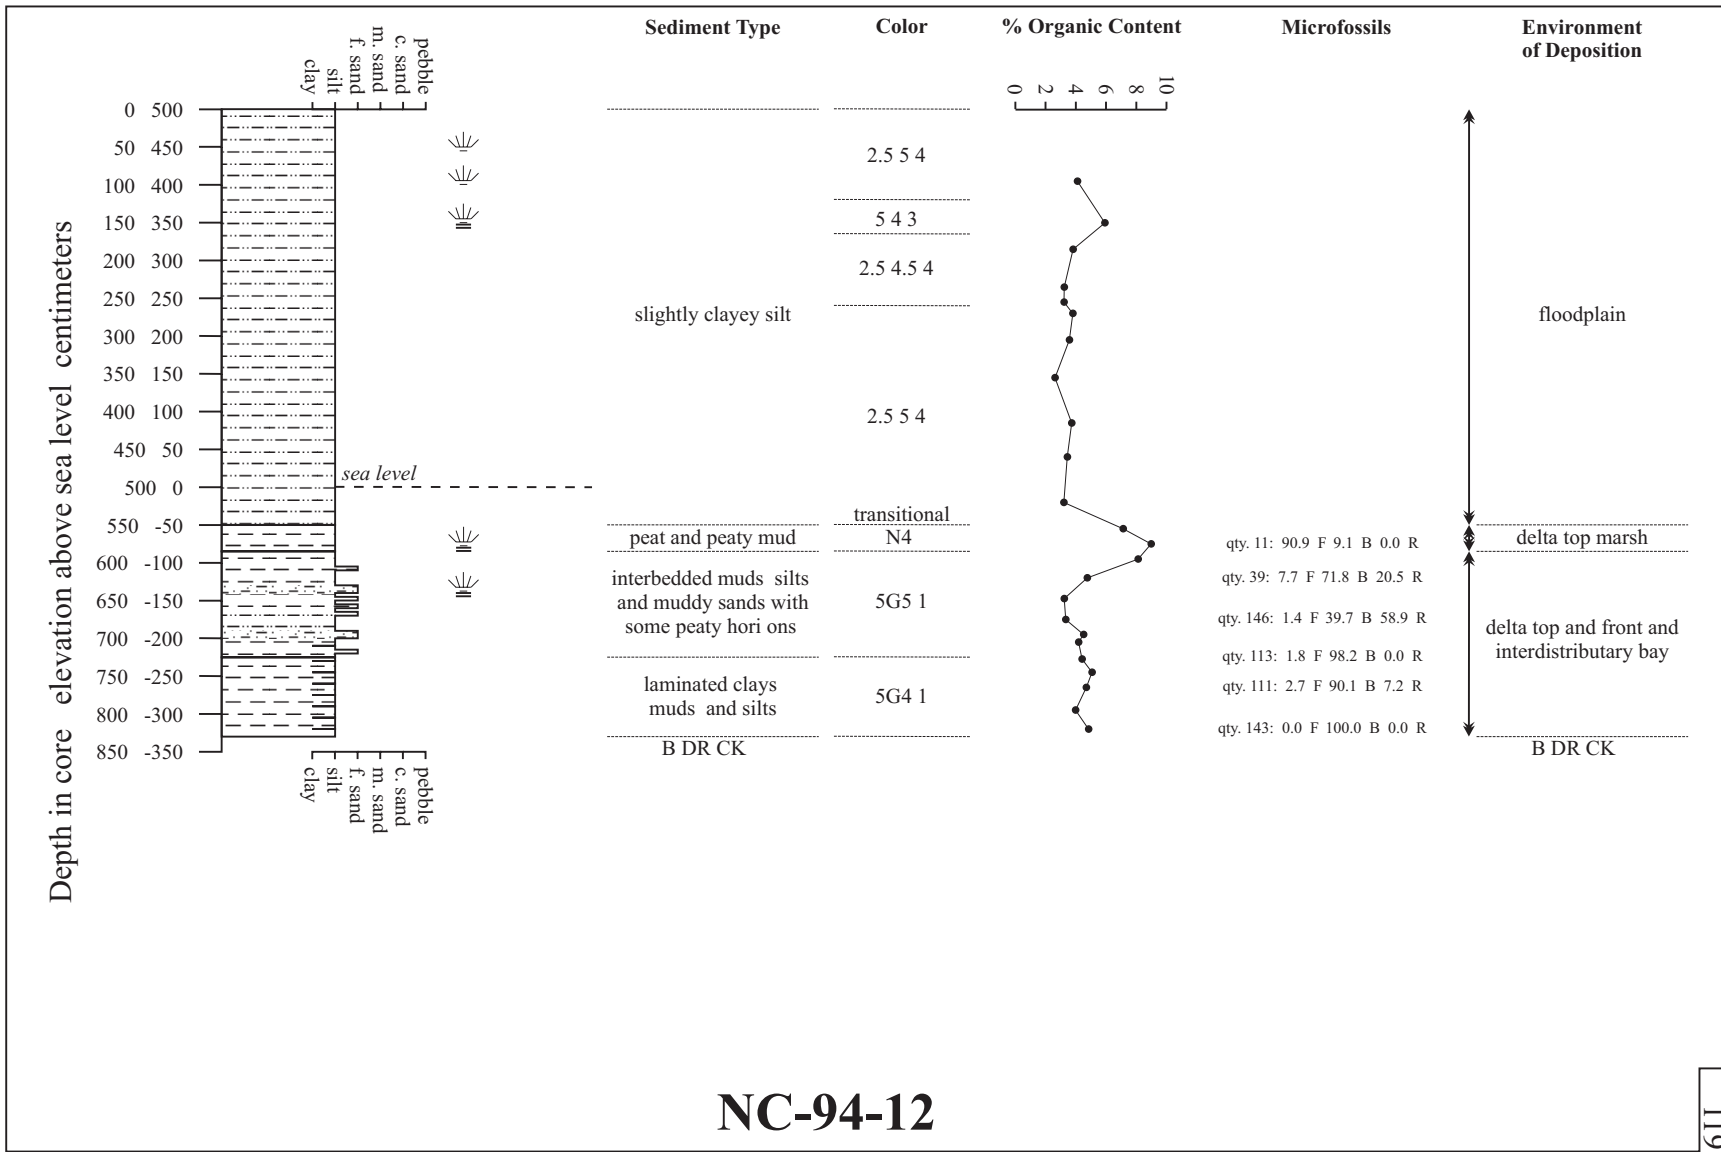 Sediment Type
Color
% Organic Content
Microfossils
Environment
of Deposition
clay
silt
f. sand
m. sand
c. sand
pebble
0 2 4 6 8 10
Depth in core elevation above sea level centimeters
0 500
50 450
100 400
150 350
200 300
250 250
300 200
350 150
400 100
450 50
500 0
550 -50
600 -100
650 -150
700 -200
750 -250
800 -300
850 -350
sea level
slightly clayey silt
peat and peaty mud
interbedded muds silts
and muddy sands with
some peaty hori ons
laminated clays
muds and silts
B DR CK
2.5 5 4
5 4 3
2.5 4.5 4
2.5 5 4
transitional
N4
5G5 1
5G4 1
qty. 11: 90.9 F 9.1 B 0.0 R
qty. 39: 7.7 F 71.8 B 20.5 R
qty. 146: 1.4 F 39.7 B 58.9 R
qty. 113: 1.8 F 98.2 B 0.0 R
qty. 111: 2.7 F 90.1 B 7.2 R
qty. 143: 0.0 F 100.0 B 0.0 R
floodplain
delta top marsh
delta top and front and
interdistributary bay
B DR CK
clay
silt
f. sand
m. sand
c. sand
pebble
NC-94-12
119